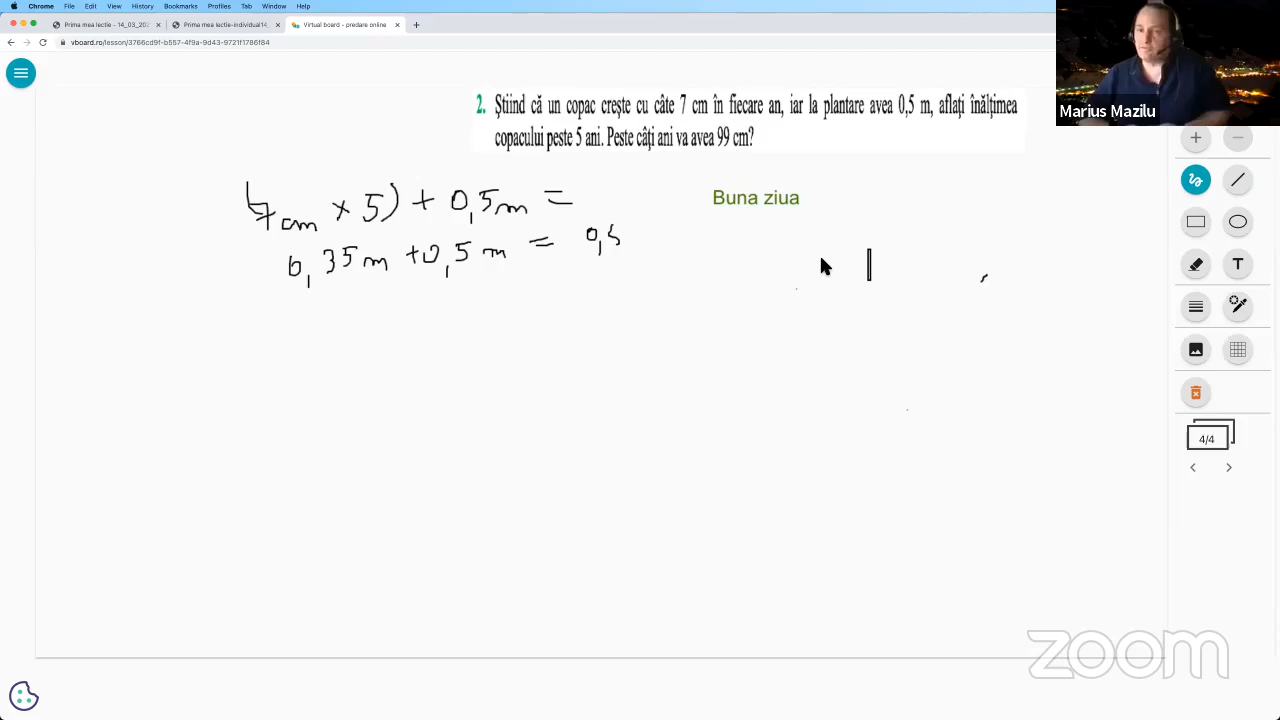 Chrome File Edit View History Bookmarks Profiles Tab Window Help
Prima mea lectie - 14_03_202 × Prima mea lectie-individual14_ × Virtual board - predare online × +
vboard.ro/lesson/3766cd9f-b557-4f9a-9d43-9721f1786f84
Marius Mazilu
2. Știind că un copac crește cu câte 7 cm în fiecare an, iar la plantare avea 0,5 m, aflați înălțimea
copacului peste 5 ani. Peste câți ani va avea 99 cm?
(7cm × 5) + 0,5m =
0,35m + 0,5m = 0,
Buna ziua
T
4/4
zoom